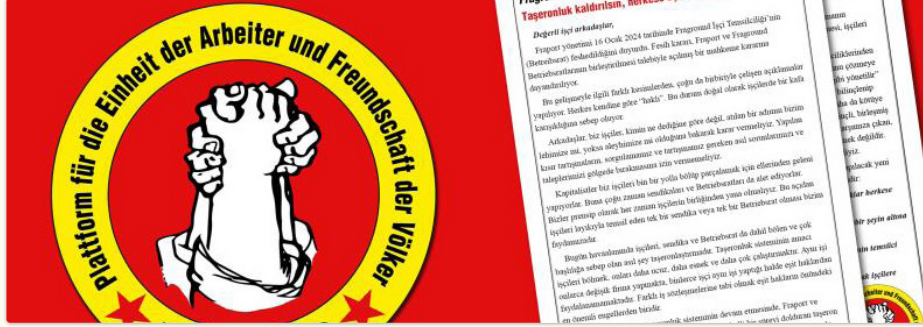 Plattform für die Einheit der Arbeiter und Freundschaft der Völker
Taşeronluk kaldırılsın, herkese
Değerli işçi arkadaşlar,
Fraport yönetimi 16 Ocak 2024 tarihinde Fraground İşçi Temsilciliği'nin
(Betriebsrat) feshedildiğini duyurdu. Fesih kararı, Fraport ve Fraground
Betriebsratlarının birleştirilmesi talebiyle açılmış bir mahkeme kararına
dayandırılıyor.
Bu gelişmeyle ilgili farklı kesimlerden, çoğu da birbiriyle çelişen açıklamalar
yapılıyor. Herkes kendine göre "haklı". Bu durum doğal olarak işçilerde bir kafa
karışıklığına sebep oluyor.
Arkadaşlar, biz işçiler, kimin ne dediğine göre değil, atılan bir adımın bizim
lehimize mi, yoksa aleyhimize mi olduğuna bakarak karar vermeliyiz. Yapılan
kısır tartışmaların, sorgulamamız ve tartışmamız gereken asıl sorunlarımızı ve
taleplerimizi gölgede bırakmasına izin vermemeliyiz.
Kapitalistler biz işçileri bin bir yolla bölüp parçalamak için ellerinden geleni
yapıyorlar. Buna çoğu zaman sendikaları ve Betriebsratları da alet ediyorlar.
Bizler prensip olarak her zaman işçilerin birliğinden yana olmalıyız. Bu açıdan
işçileri layıkıyla temsil eden tek bir sendika veya tek bir Betriebsrat olması bizim
faydamızadır.
Bugün havaalanında işçileri, sendika ve Betriebsrat da dahil bölen ve çok
başlılığa sebep olan asıl şey taşeronlaştırmadır. Taşeronluk sisteminin amacı
işçileri bölmek, onları daha ucuz, daha esnek ve daha çok çalıştırmaktır. Aynı işi
onlarca değişik firma yapmakta, binlerce işçi aynı işi yaptığı halde eşit haklardan
faydalanamamaktadır. Farklı iş sözleşmelerine tabi olmak eşit hakların önündeki
en önemli engellerden biridir.
sisteminin devam etmesinde, Fraport ve